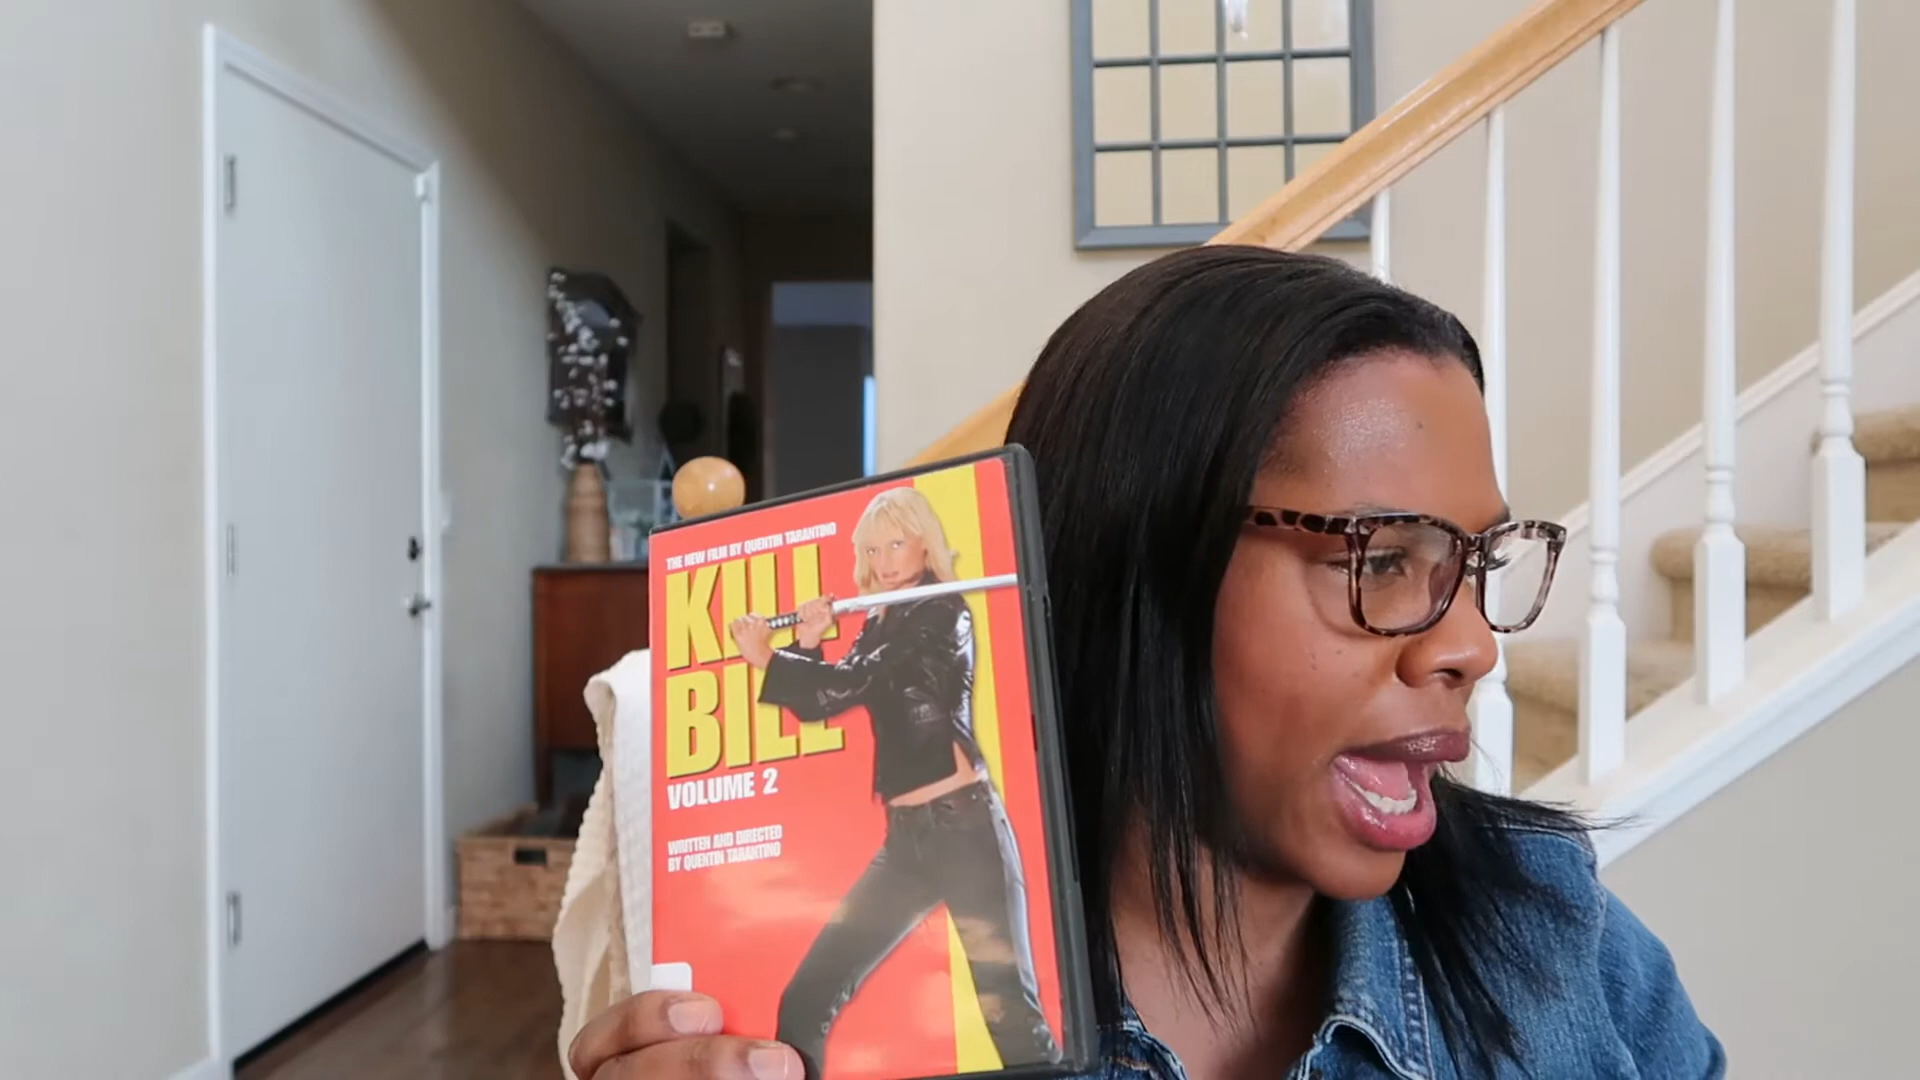 THE NEW FILM BY QUENTIN TARANTINO
KILL
BILL
VOLUME 2
WRITTEN AND DIRECTED
BY QUENTIN TARANTINO